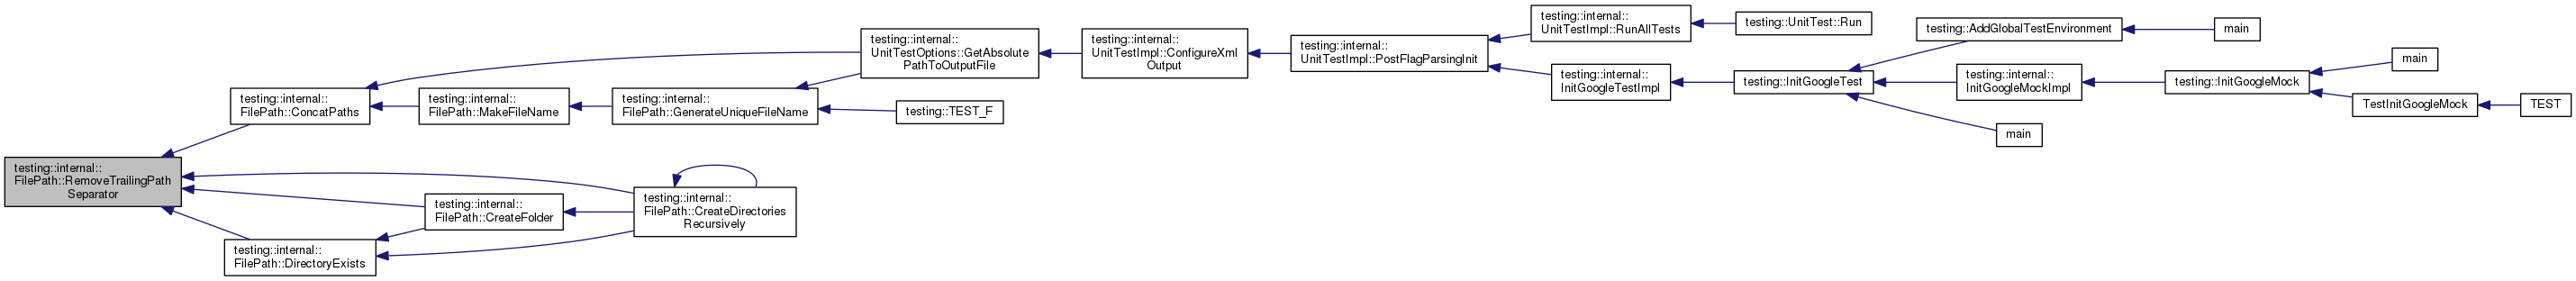 testing::internal::
FilePath::RemoveTrailingPath
Separator
testing::internal::
FilePath::ConcatPaths
testing::internal::
FilePath::MakeFileName
testing::internal::
FilePath::GenerateUniqueFileName
testing::internal::
UnitTestOptions::GetAbsolute
PathToOutputFile
testing::TEST_F
testing::internal::
UnitTestImpl::ConfigureXml
Output
testing::internal::
UnitTestImpl::PostFlagParsingInit
testing::internal::
UnitTestImpl::RunAllTests
testing::UnitTest::Run
testing::internal::
InitGoogleTestImpl
testing::InitGoogleTest
testing::AddGlobalTestEnvironment
main
testing::internal::
InitGoogleMockImpl
testing::InitGoogleMock
main
TestInitGoogleMock
TEST
main
testing::internal::
FilePath::CreateFolder
testing::internal::
FilePath::CreateDirectories
Recursively
testing::internal::
FilePath::DirectoryExists